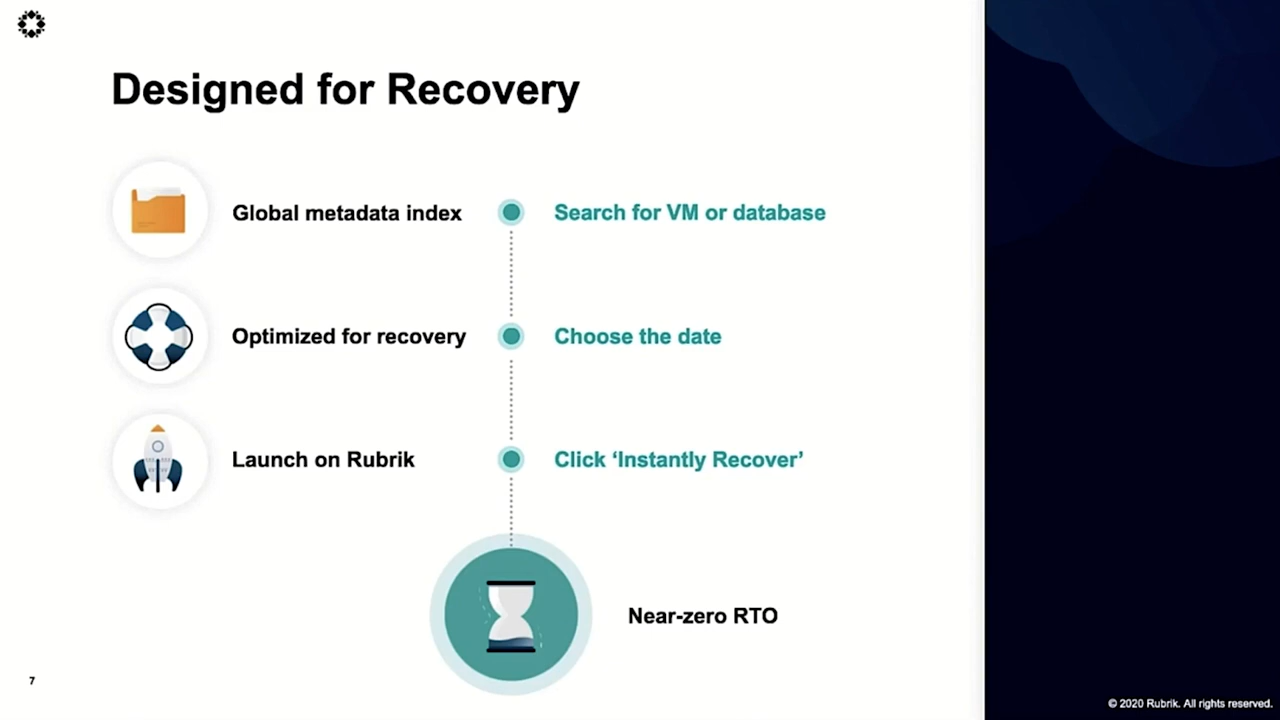 Designed for Recovery
Global metadata index
Search for VM or database
Optimized for recovery
Choose the date
Launch on Rubrik
Click ‘Instantly Recover’
Near-zero RTO
7
© 2020 Rubrik. All rights reserved.